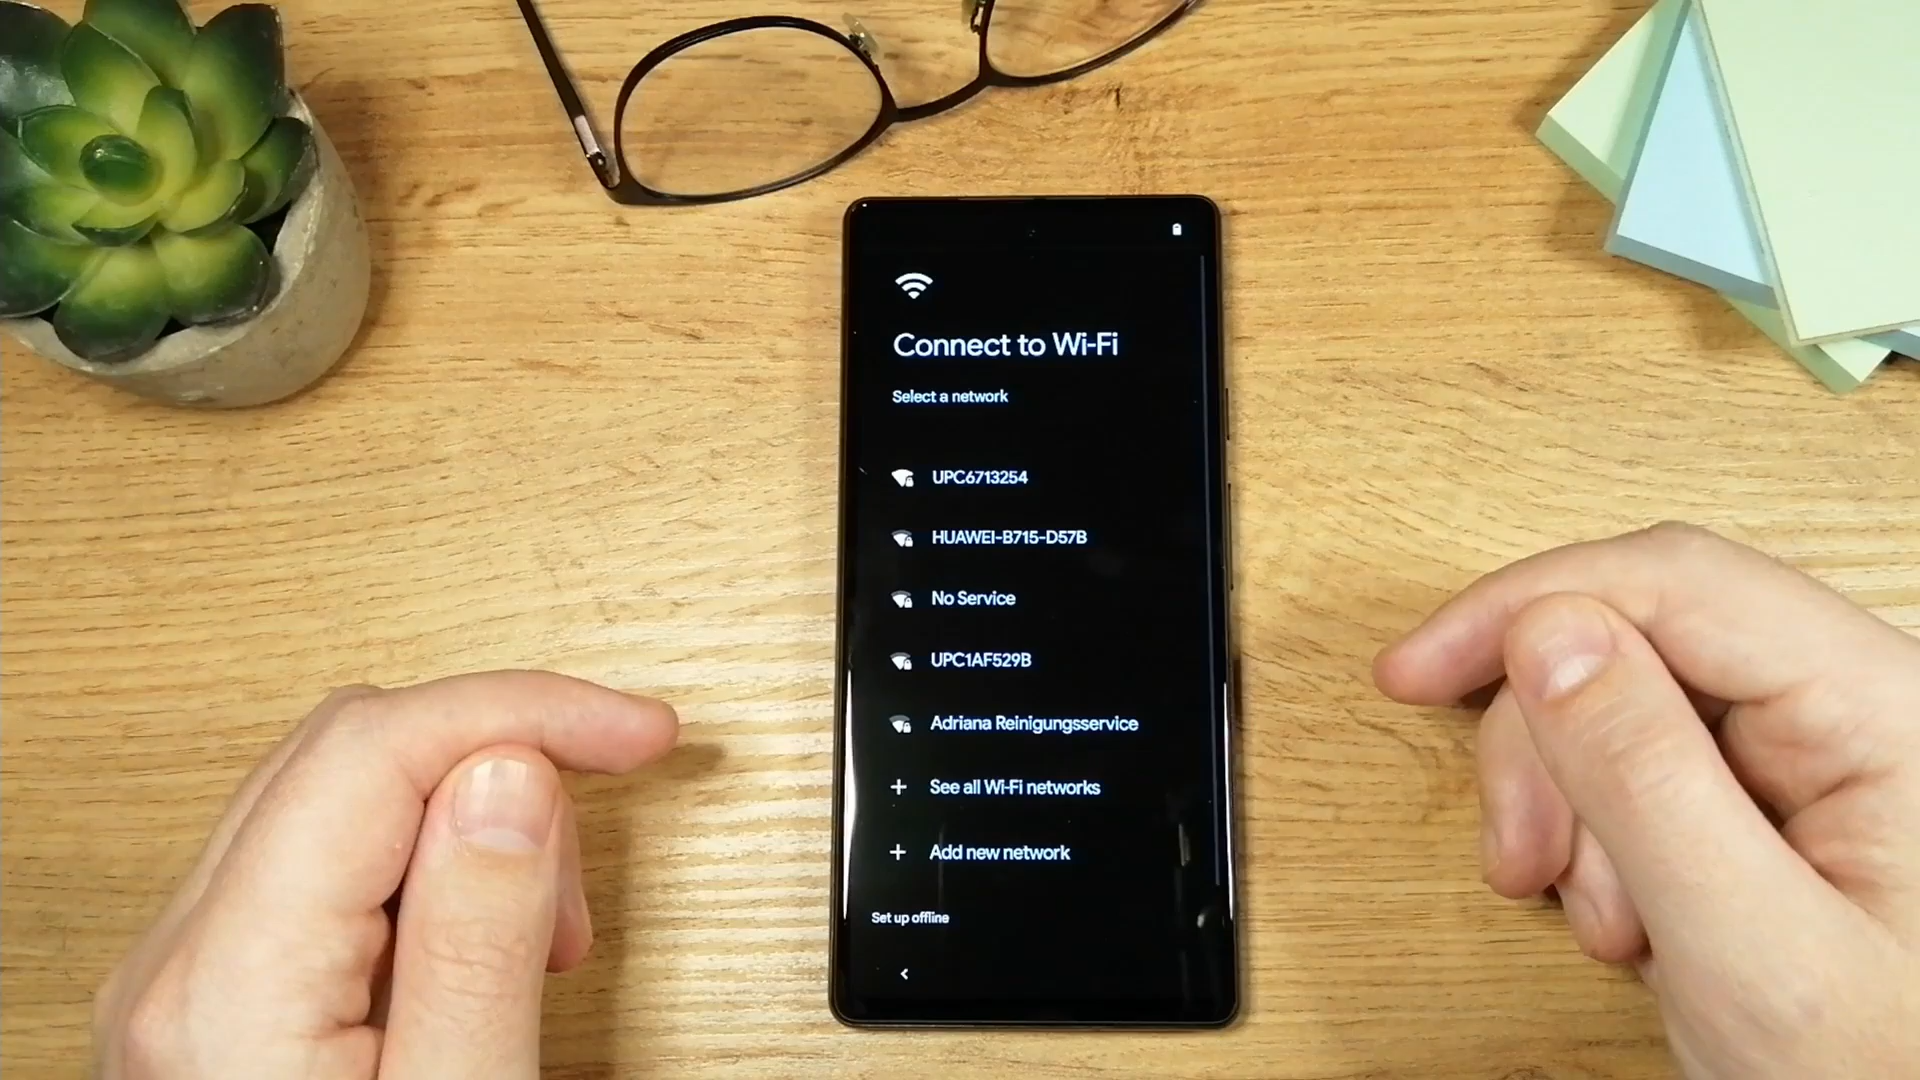 Connect to Wi-Fi
Select a network
UPC6713254
HUAWEI-B715-D57B
No Service
UPC1AF529B
Adriana Reinigungsservice
See all Wi-Fi networks
Add new network
Set up offline